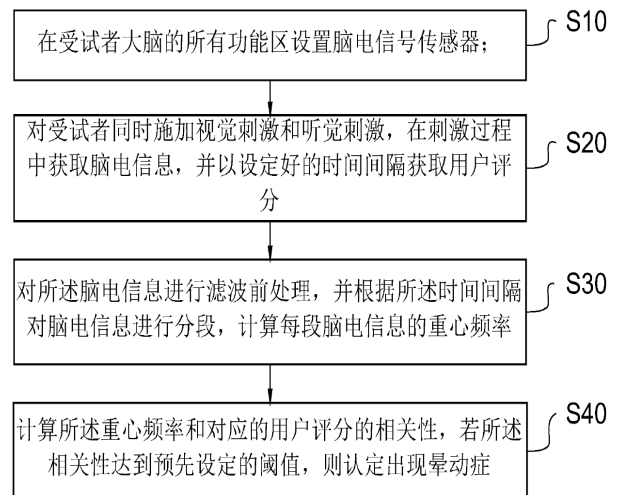 在受试者大脑的所有功能区设置脑电信号传感器；
S10
对受试者同时施加视觉刺激和听觉刺激，在刺激过程
中获取脑电信息，并以设定好的时间间隔获取用户评
分
S20
对所述脑电信息进行滤波前处理，并根据所述时间间隔
对脑电信息进行分段，计算每段脑电信息的重心频率
S30
计算所述重心频率和对应的用户评分的相关性，若所述
相关性达到预先设定的阈值，则认定出现晕动症
S40